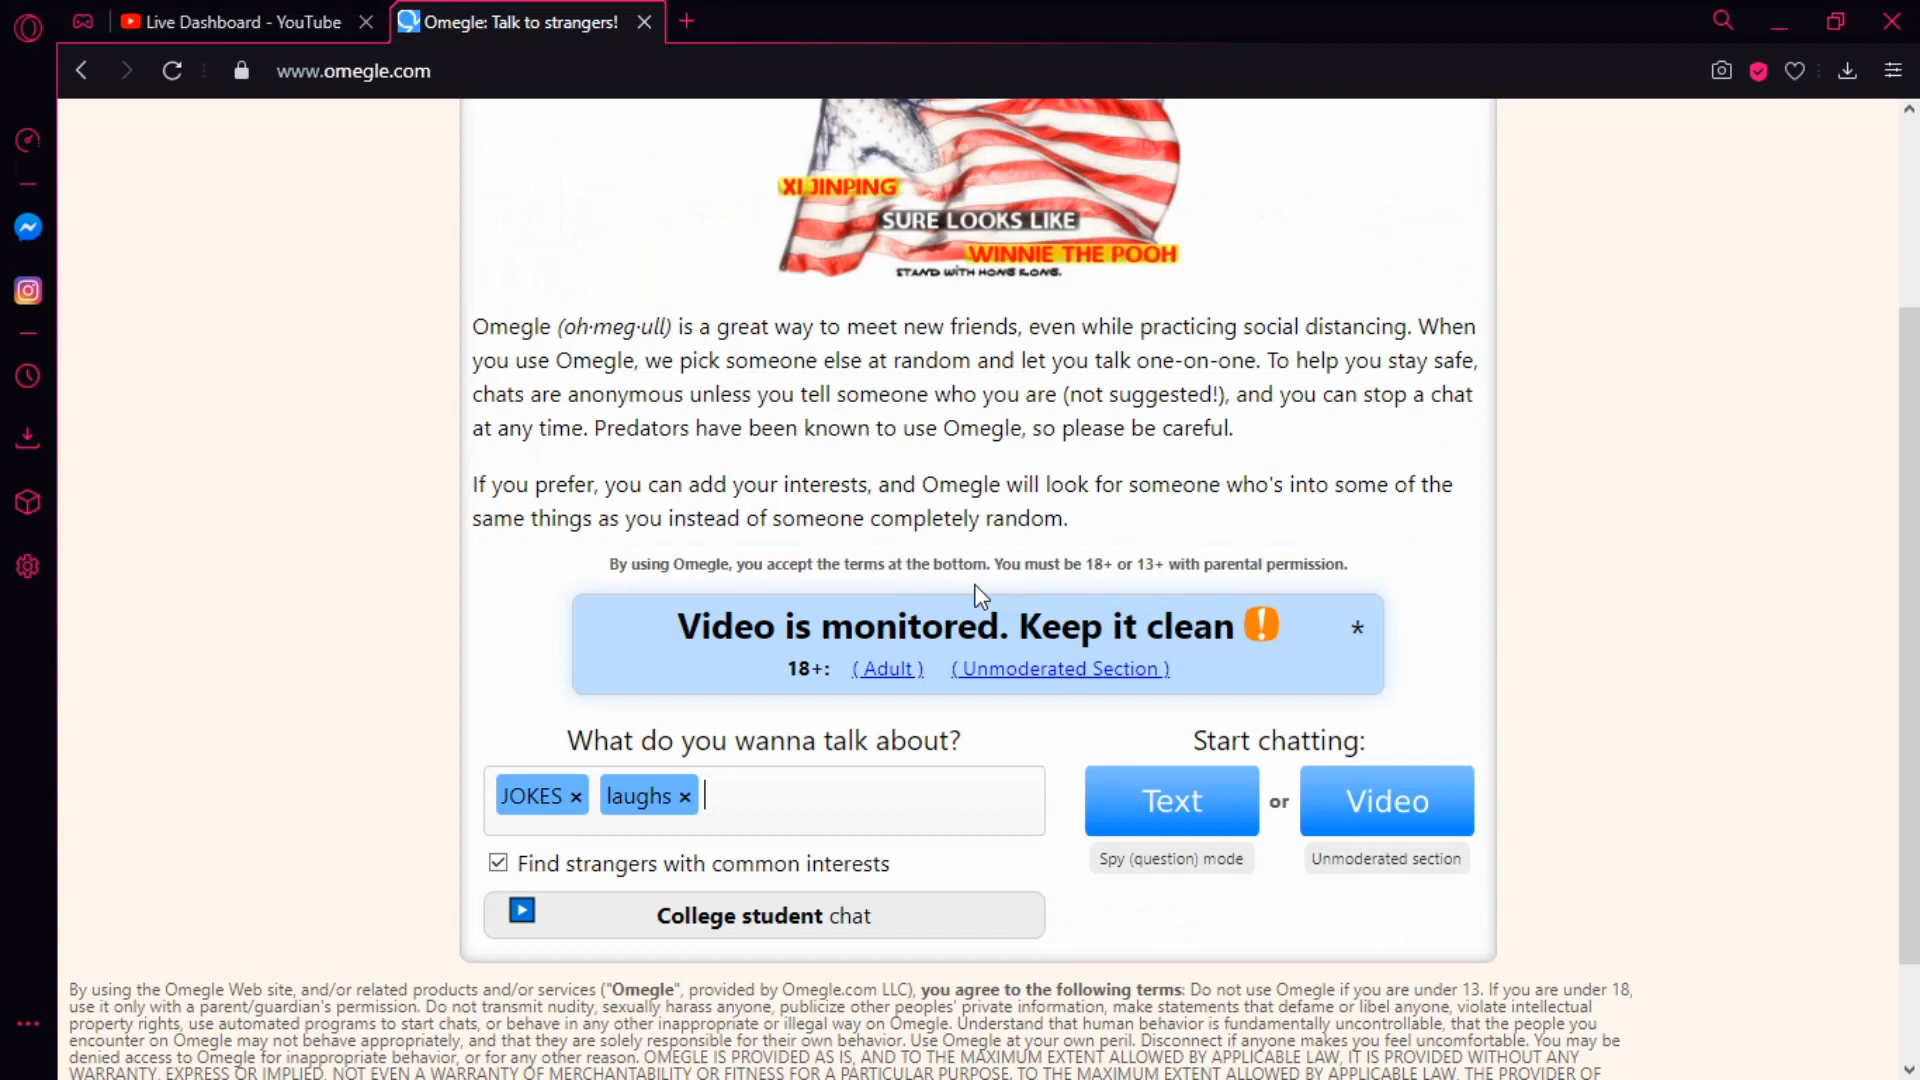 Live Dashboard - YouTube
Omegle: Talk to strangers!
www.omegle.com
XI JINPING
SURE LOOKS LIKE
WINNIE THE POOH
STAND WITH HONG KONG.
Omegle (oh·meg·ull) is a great way to meet new friends, even while practicing social distancing. When
you use Omegle, we pick someone else at random and let you talk one-on-one. To help you stay safe,
chats are anonymous unless you tell someone who you are (not suggested!), and you can stop a chat
at any time. Predators have been known to use Omegle, so please be careful.
If you prefer, you can add your interests, and Omegle will look for someone who's into some of the
same things as you instead of someone completely random.
By using Omegle, you accept the terms at the bottom. You must be 18+ or 13+ with parental permission.
Video is monitored. Keep it clean ! *
18+: (Adult) (Unmoderated Section)
What do you wanna talk about?
Start chatting:
JOKES × laughs ×
Text or Video
Find strangers with common interests
Spy (question) mode
Unmoderated section
College student chat
By using the Omegle Web site, and/or related products and/or services ("Omegle", provided by Omegle.com LLC), you agree to the following terms: Do not use Omegle if you are under 13. If you are under 18,
use it only with a parent/guardian's permission. Do not transmit nudity, sexually harass anyone, publicize other peoples' private information, make statements that defame or libel anyone, violate intellectual
property rights, use automated programs to start chats, or behave in any other inappropriate or illegal way on Omegle. Understand that human behavior is fundamentally uncontrollable, that the people you
encounter on Omegle may not behave appropriately, and that they are solely responsible for their own behavior. Use Omegle at your own peril. Disconnect if anyone makes you feel uncomfortable. You may be
denied access to Omegle for inappropriate behavior, or for any other reason. OMEGLE IS PROVIDED AS IS, AND TO THE MAXIMUM EXTENT ALLOWED BY APPLICABLE LAW, IT IS PROVIDED WITHOUT ANY
WARRANTY, EXPRESS OR IMPLIED, NOT EVEN A WARRANTY OF MERCHANTABILITY OR FITNESS FOR A PARTICULAR PURPOSE. TO THE MAXIMUM EXTENT ALLOWED BY APPLICABLE LAW, THE PROVIDER OF